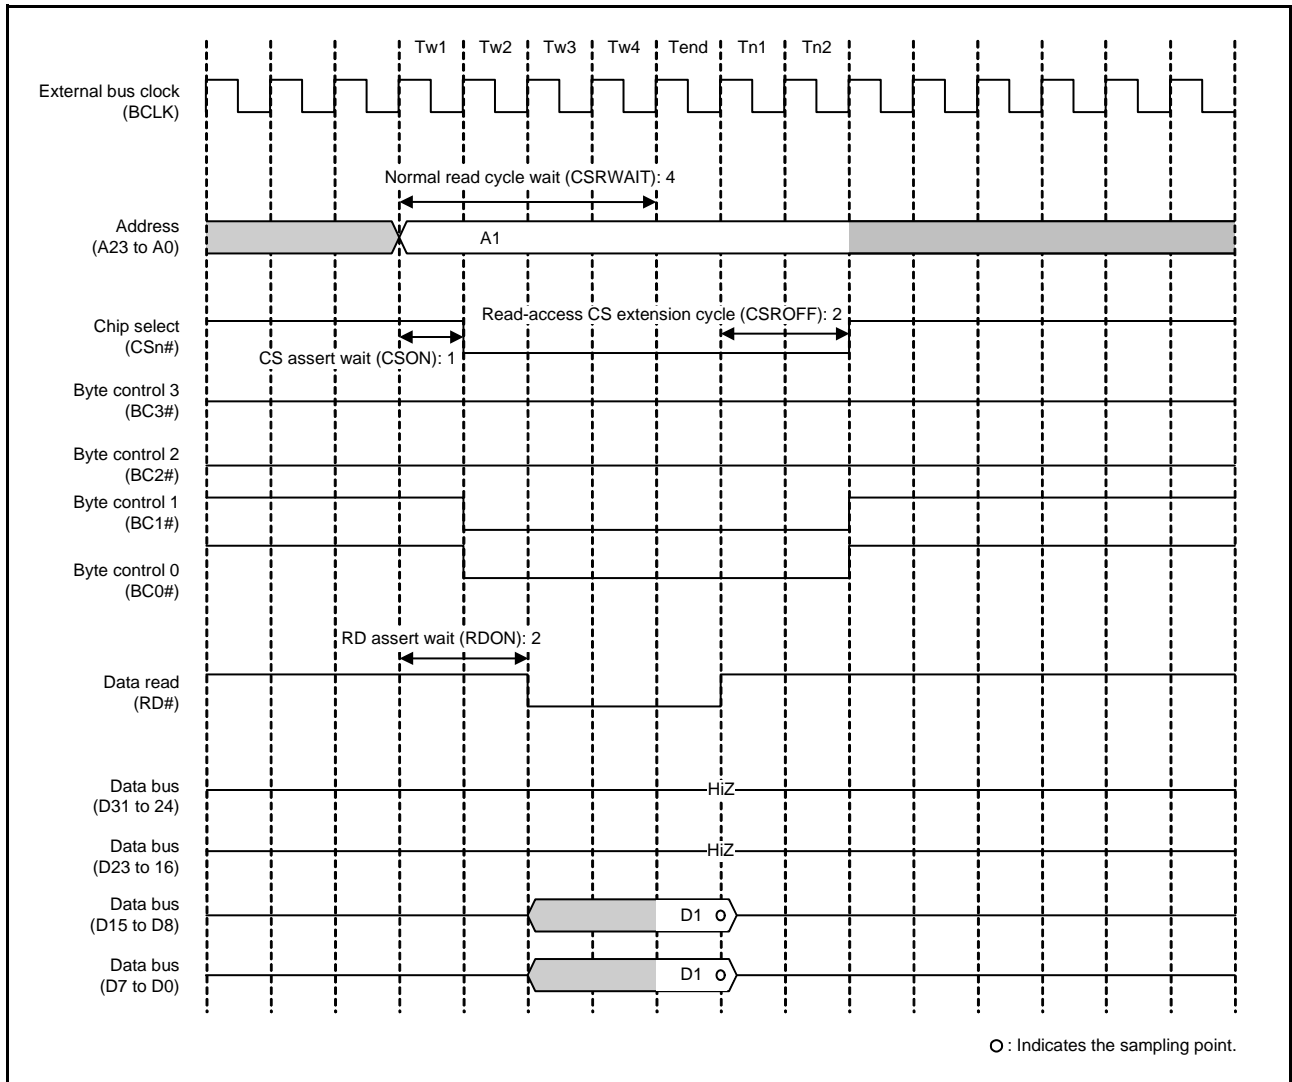 Tw1 Tw2 Tw3 Tw4 Tend Tn1 Tn2
External bus clock
(BCLK)
Normal read cycle wait (CSRWAIT): 4
Address
(A23 to A0)
A1
Read-access CS extension cycle (CSROFF): 2
Chip select
(CSn#)
CS assert wait (CSON): 1
Byte control 3
(BC3#)
Byte control 2
(BC2#)
Byte control 1
(BC1#)
Byte control 0
(BC0#)
RD assert wait (RDON): 2
Data read
(RD#)
Data bus
(D31 to 24)
HiZ
Data bus
(D23 to 16)
HiZ
Data bus
(D15 to D8)
D1
Data bus
(D7 to D0)
D1
: Indicates the sampling point.